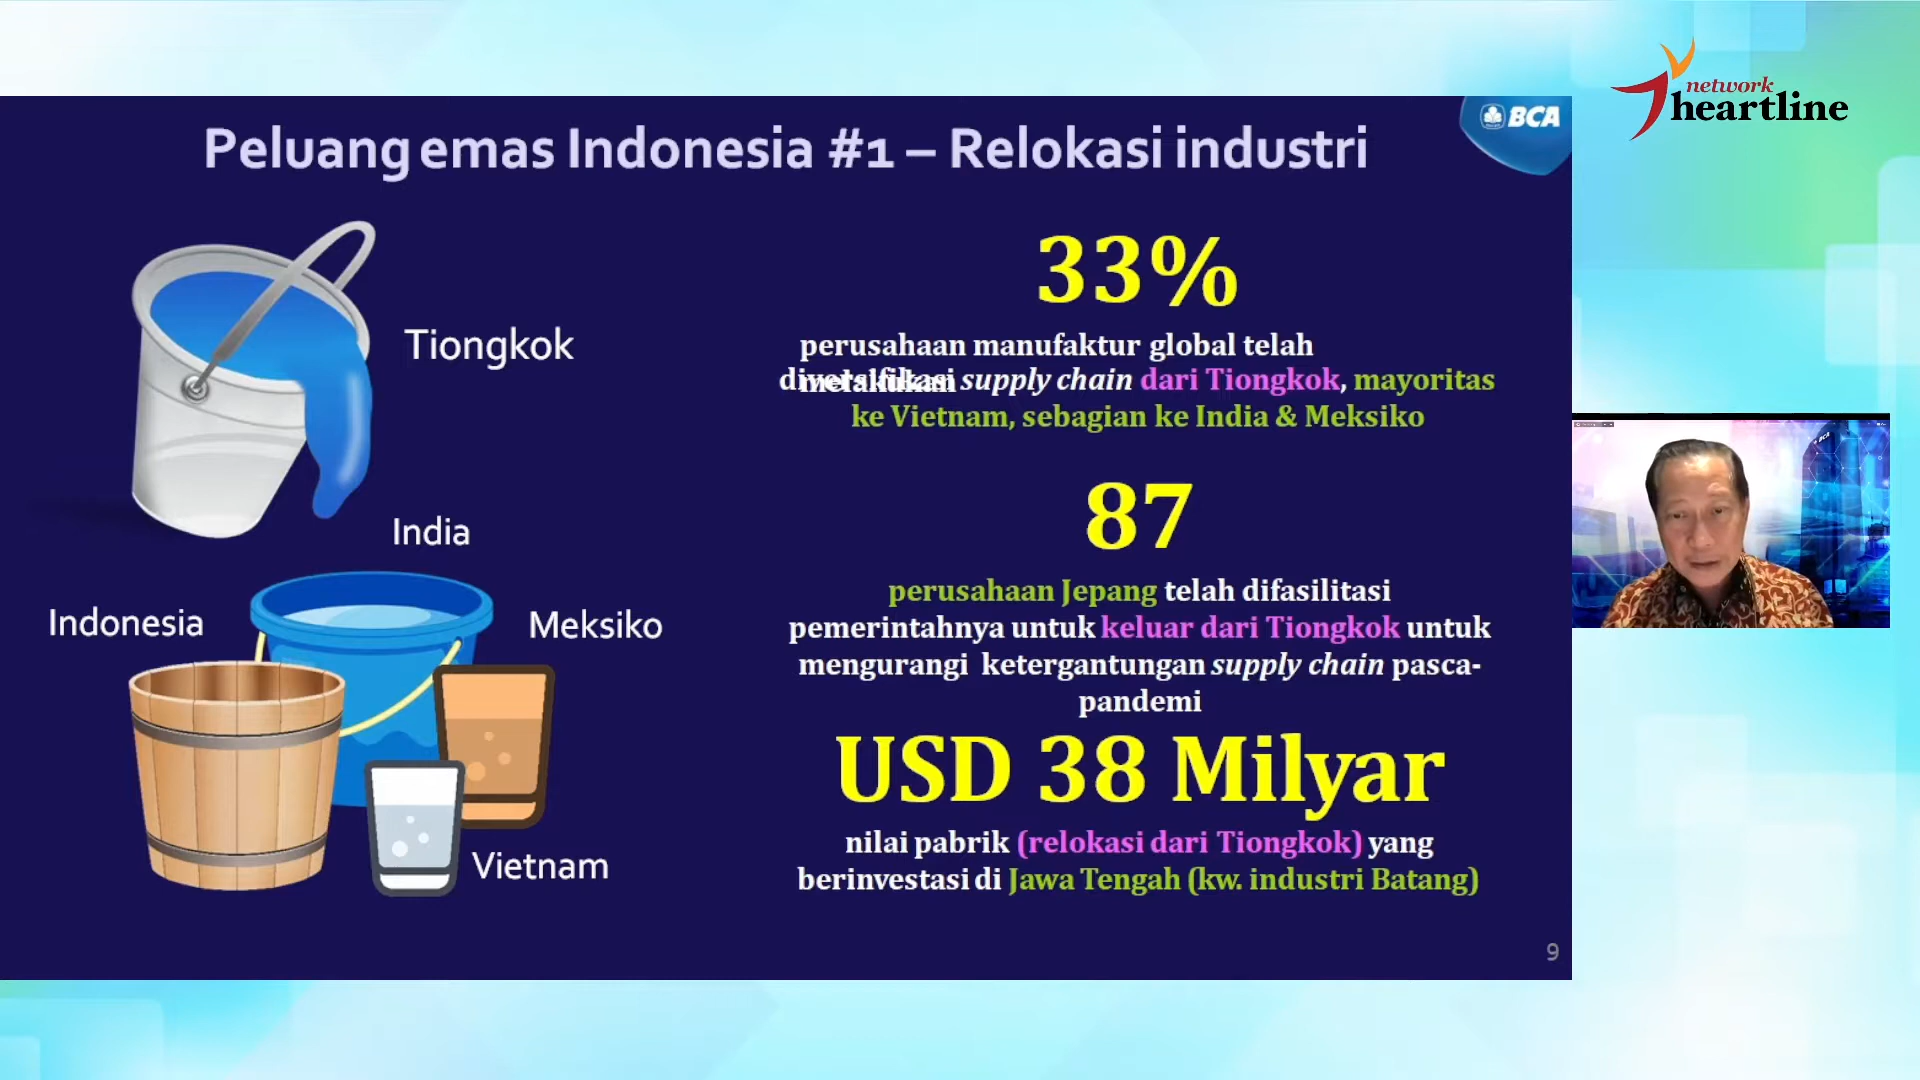 network
heartline
BCA
Peluang emas Indonesia #1 – Relokasi industri
Tiongkok
India
Indonesia
Meksiko
Vietnam
33%
perusahaan manufaktur global telah
melakukan
diversifikasi supply chain dari Tiongkok, mayoritas
ke Vietnam, sebagian ke India & Meksiko
87
perusahaan Jepang telah difasilitasi
pemerintahnya untuk keluar dari Tiongkok untuk
mengurangi ketergantungan supply chain pasca-
pandemi
USD 38 Milyar
nilai pabrik (relokasi dari Tiongkok) yang
berinvestasi di Jawa Tengah (kw. industri Batang)
9
BCA